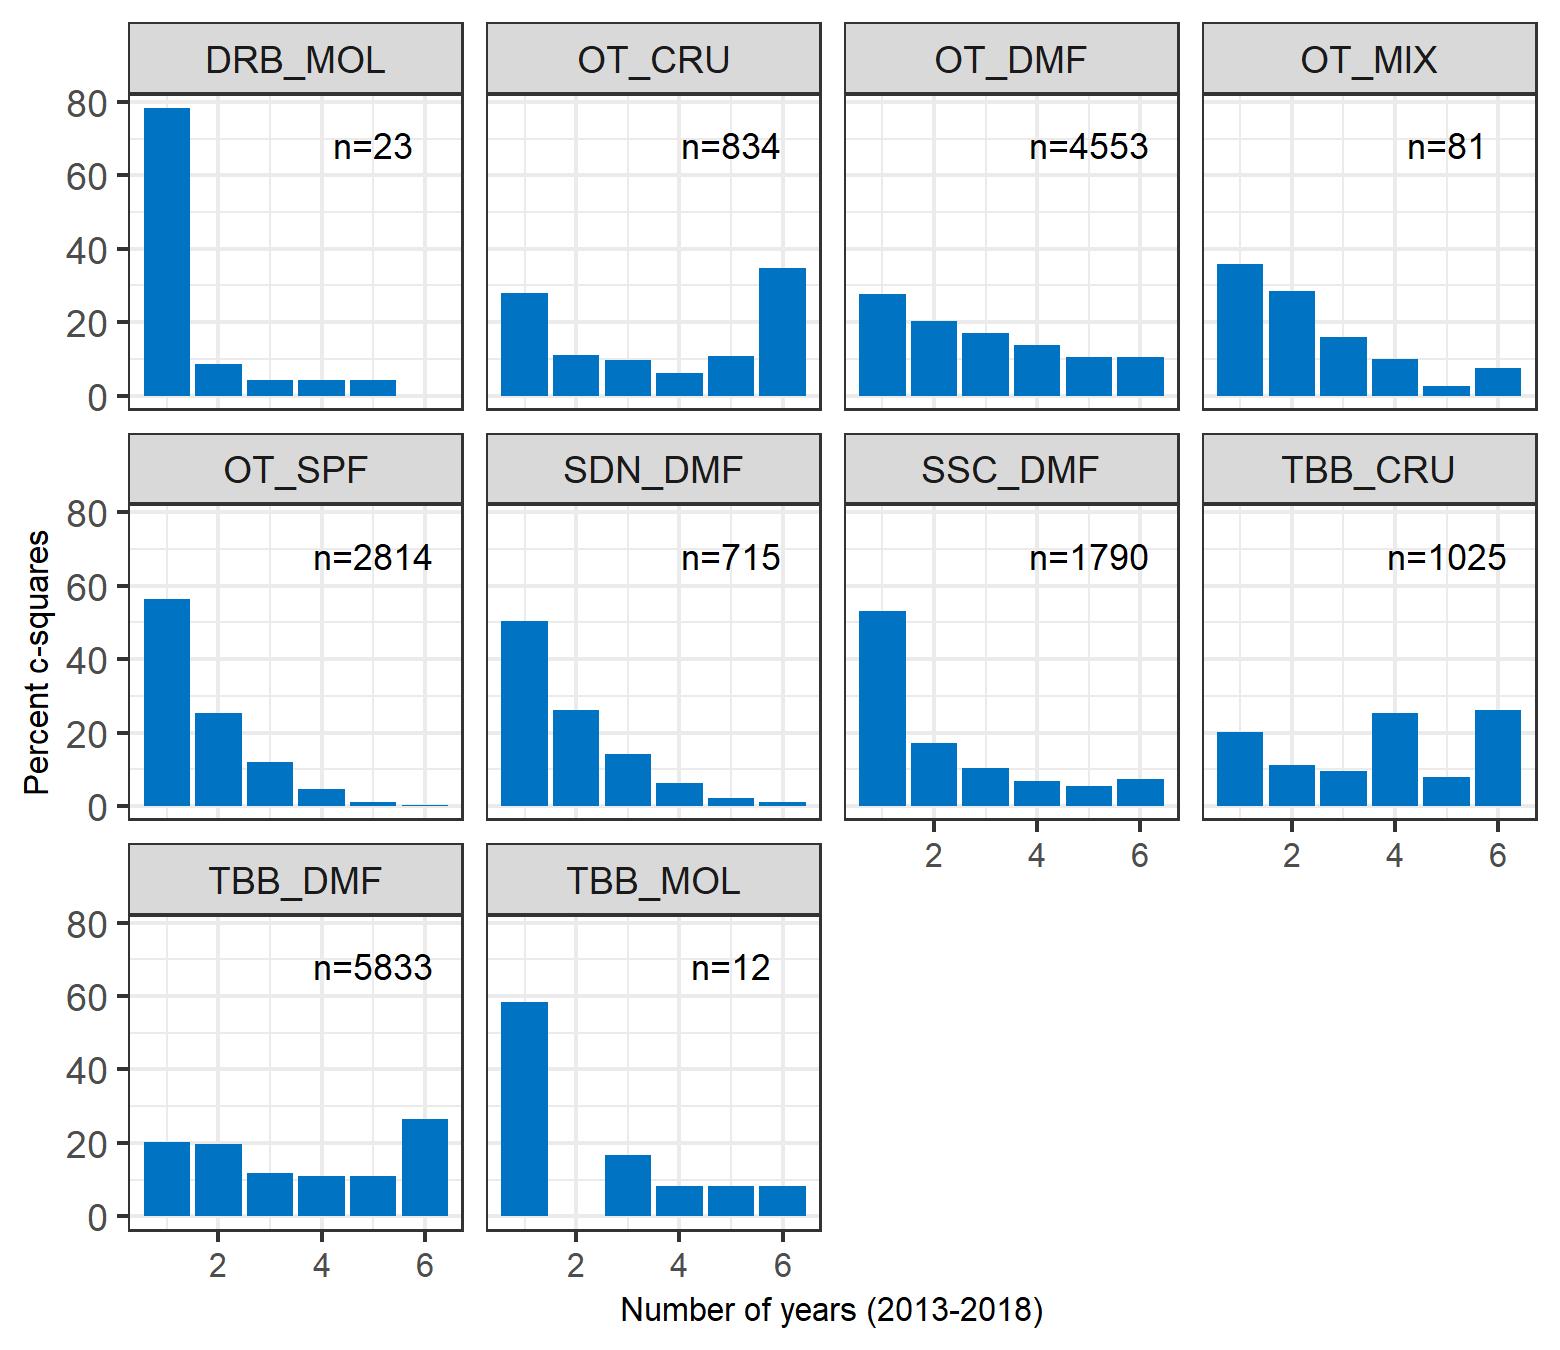 DRB_MOL OT_CRU OT_DMF OT_MIX
80 n=23 n=834 n=4553 n=81
60
40
20
0
OT_SPF SDN_DMF SSC_DMF TBB_CRU
80 n=2814 n=715 n=1790 n=1025
60
40
20
0
Percent c-squares
2 4 6 2 4 6
TBB_DMF TBB_MOL
80 n=5833 n=12
60
40
20
0
2 4 6 2 4 6
Number of years (2013-2018)